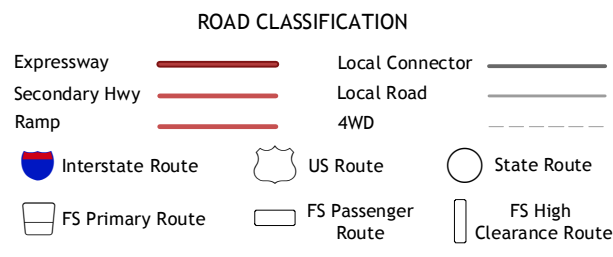 ROAD CLASSIFICATION
Expressway
Local Connector
Secondary Hwy
Local Road
Ramp
4WD
Interstate Route
US Route
State Route
FS Primary Route
FS Passenger
Route
FS High
Clearance Route